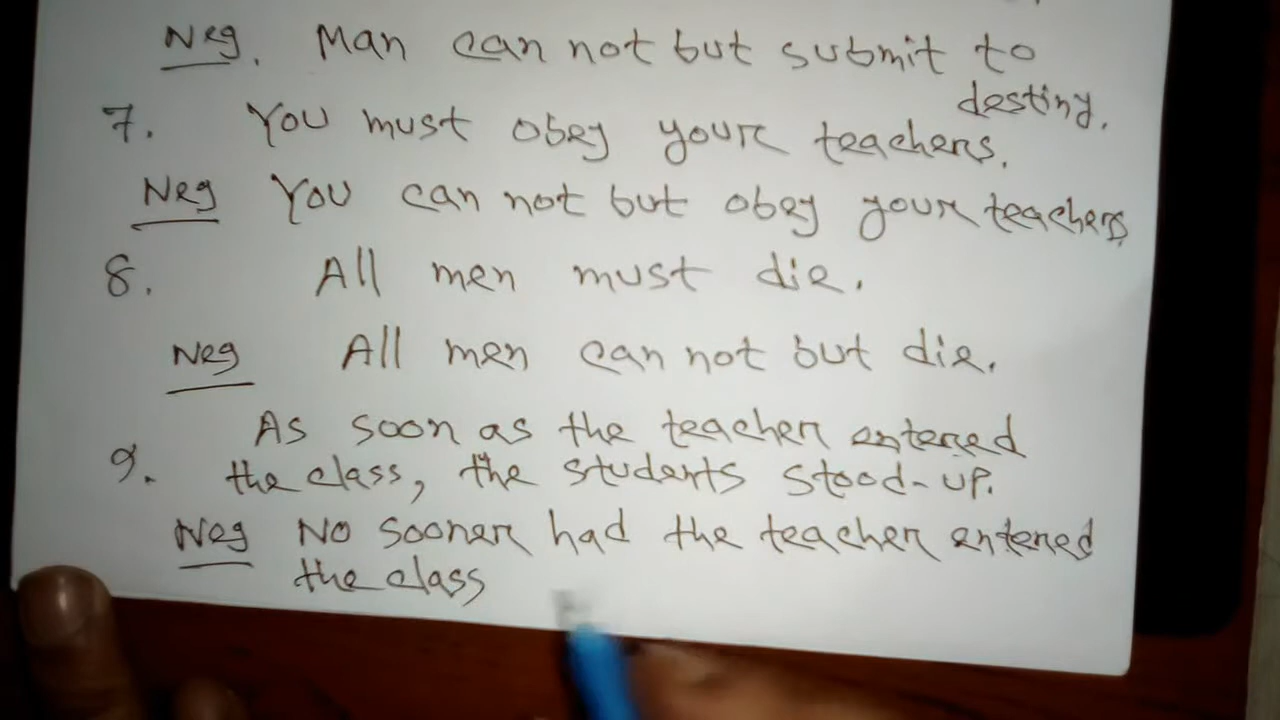 Neg. Man can not but submit to
destiny.
7. You must obey your teachers.
Neg You can not but obey your teachers
8. All men must die.
Neg All men can not but die.
As soon as the teacher entered
9. the class, the students stood-up.
Neg No sooner had the teacher entered
the class